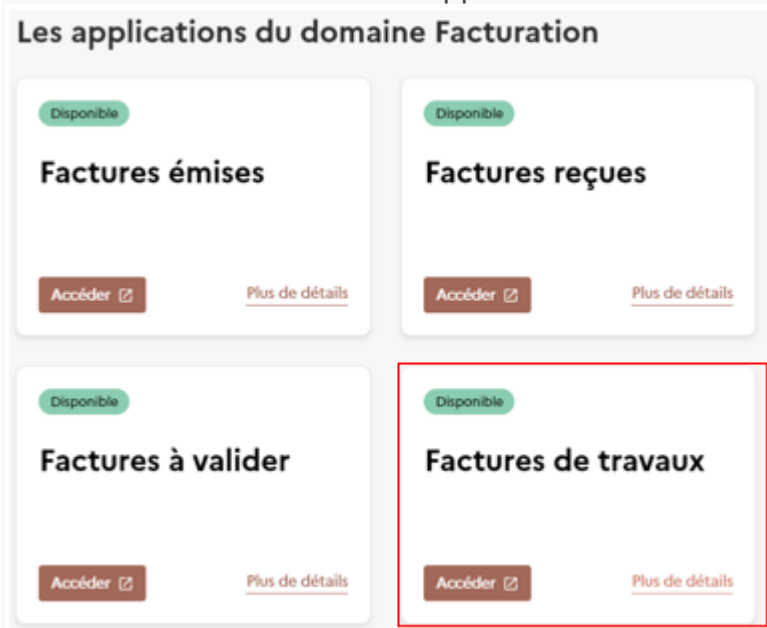 Les applications du domaine Facturation
Disponible
Factures émises
Accéder
Plus de détails
Disponible
Factures reçues
Accéder
Plus de détails
Disponible
Factures à valider
Accéder
Plus de détails
Disponible
Factures de travaux
Accéder
Plus de détails